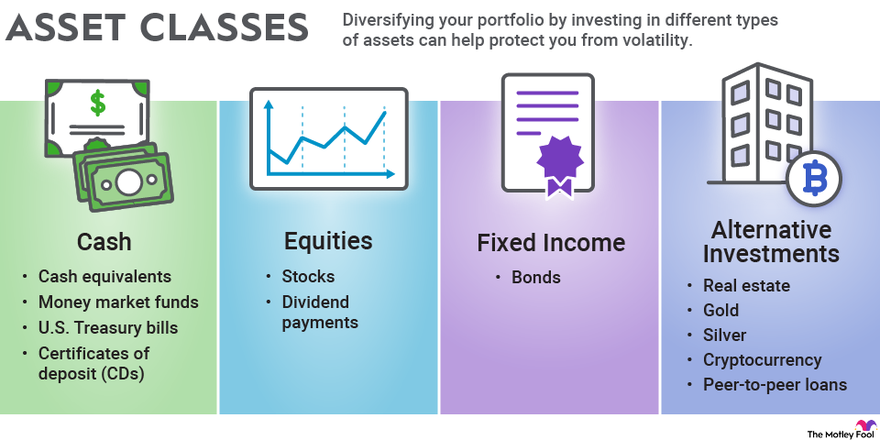 ASSET CLASSES
Diversifying your portfolio by investing in different types
of assets can help protect you from volatility.
$
Cash
• Cash equivalents
• Money market funds
• U.S. Treasury bills
• Certificates of
deposit (CDs)
Equities
• Stocks
• Dividend
payments
Fixed Income
• Bonds
₿
Alternative
Investments
• Real estate
• Gold
• Silver
• Cryptocurrency
• Peer-to-peer loans
The Motley Fool